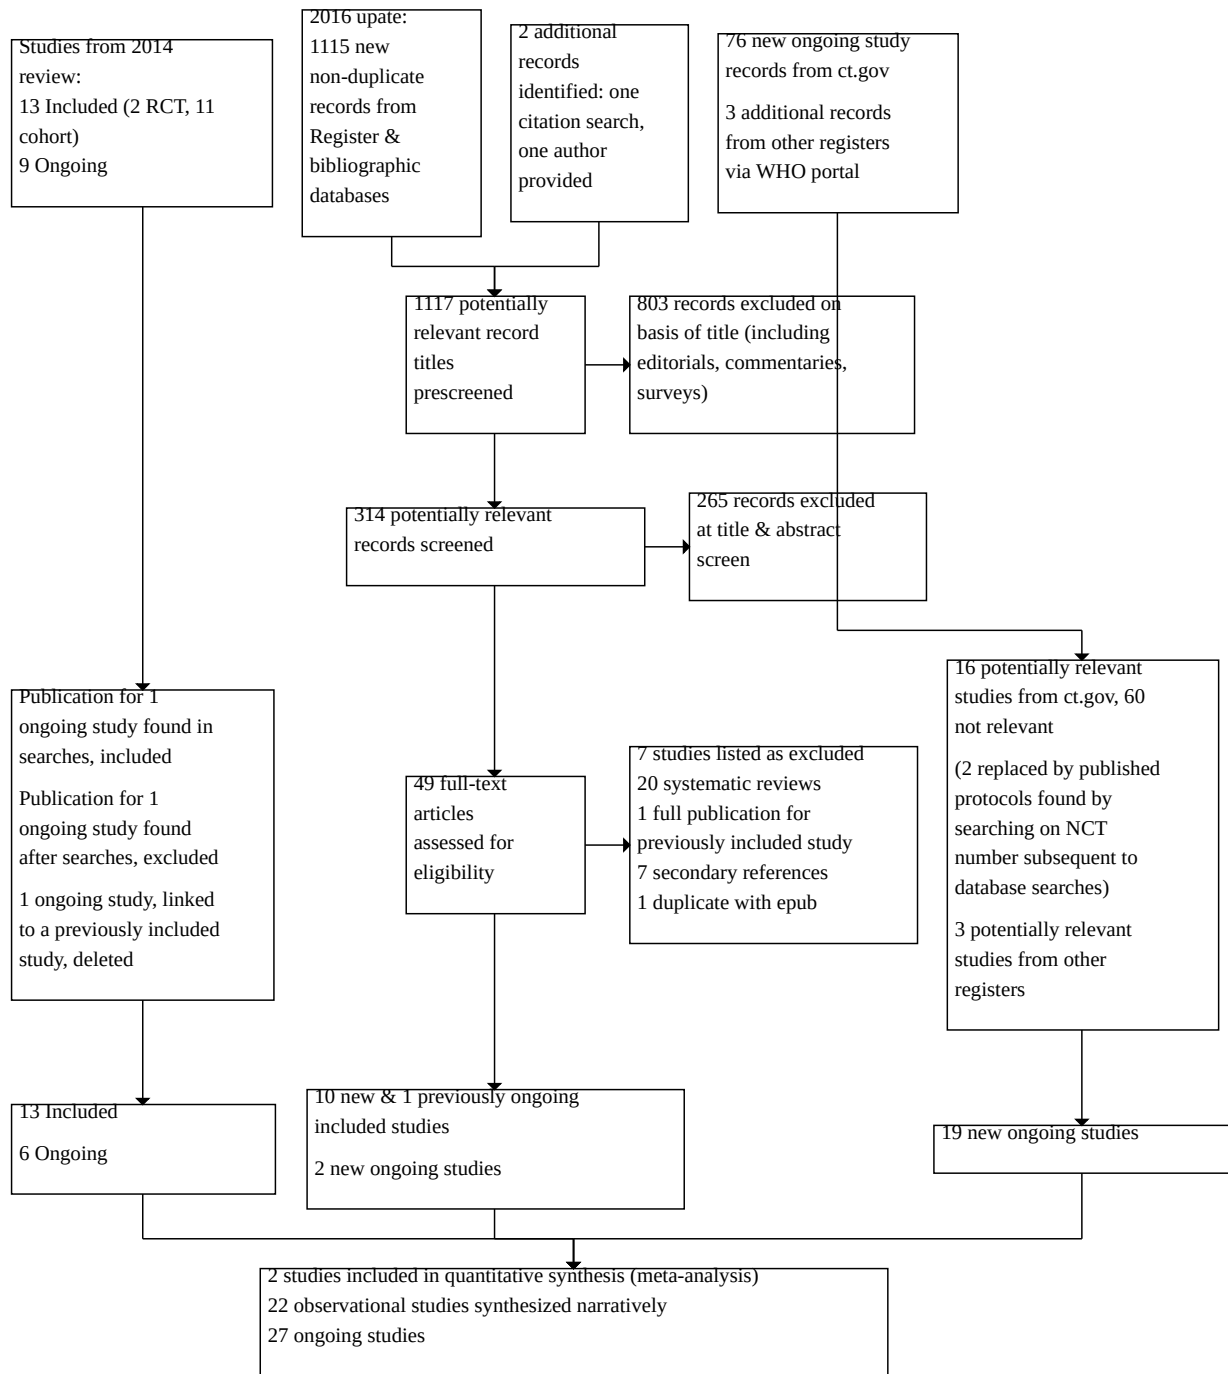 Studies from 2014
review:
13 Included (2 RCT, 11
cohort)
9 Ongoing
2016 upate:
1115 new
non-duplicate
records from
Register &
bibliographic
databases
2 additional
records
identified: one
citation search,
one author
provided
76 new ongoing study
records from ct.gov
3 additional records
from other registers
via WHO portal
1117 potentially
relevant record
titles
prescreened
803 records excluded on
basis of title (including
editorials, commentaries,
surveys)
314 potentially relevant
records screened
265 records excluded
at title & abstract
screen
16 potentially relevant
studies from ct.gov, 60
not relevant
(2 replaced by published
protocols found by
searching on NCT
number subsequent to
database searches)
3 potentially relevant
studies from other
registers
Publication for 1
ongoing study found in
searches, included
Publication for 1
ongoing study found
after searches, excluded
1 ongoing study, linked
to a previously included
study, deleted
49 full-text
articles
assessed for
eligibility
7 studies listed as excluded
20 systematic reviews
1 full publication for
previously included study
7 secondary references
1 duplicate with epub
13 Included
6 Ongoing
10 new & 1 previously ongoing
included studies
2 new ongoing studies
19 new ongoing studies
2 studies included in quantitative synthesis (meta-analysis)
22 observational studies synthesized narratively
27 ongoing studies